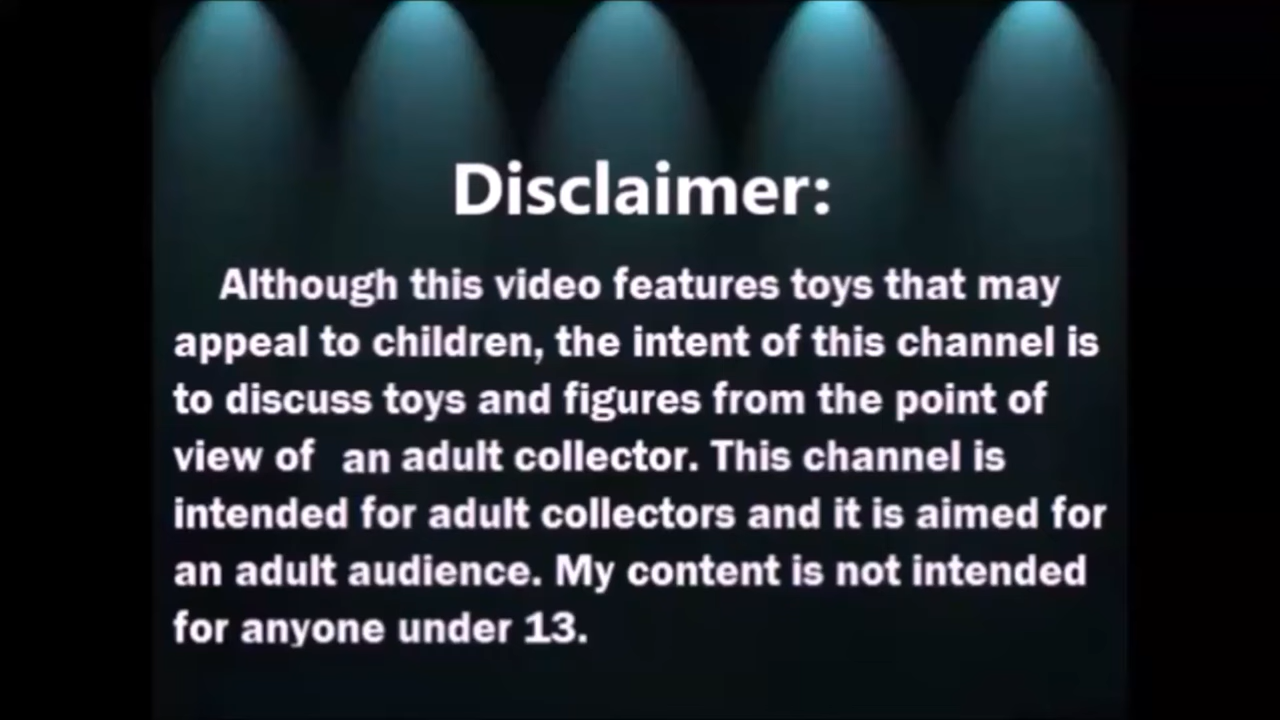 Disclaimer:
Although this video features toys that may
appeal to children, the intent of this channel is
to discuss toys and figures from the point of
view of an adult collector. This channel is
intended for adult collectors and it is aimed for
an adult audience. My content is not intended
for anyone under 13.